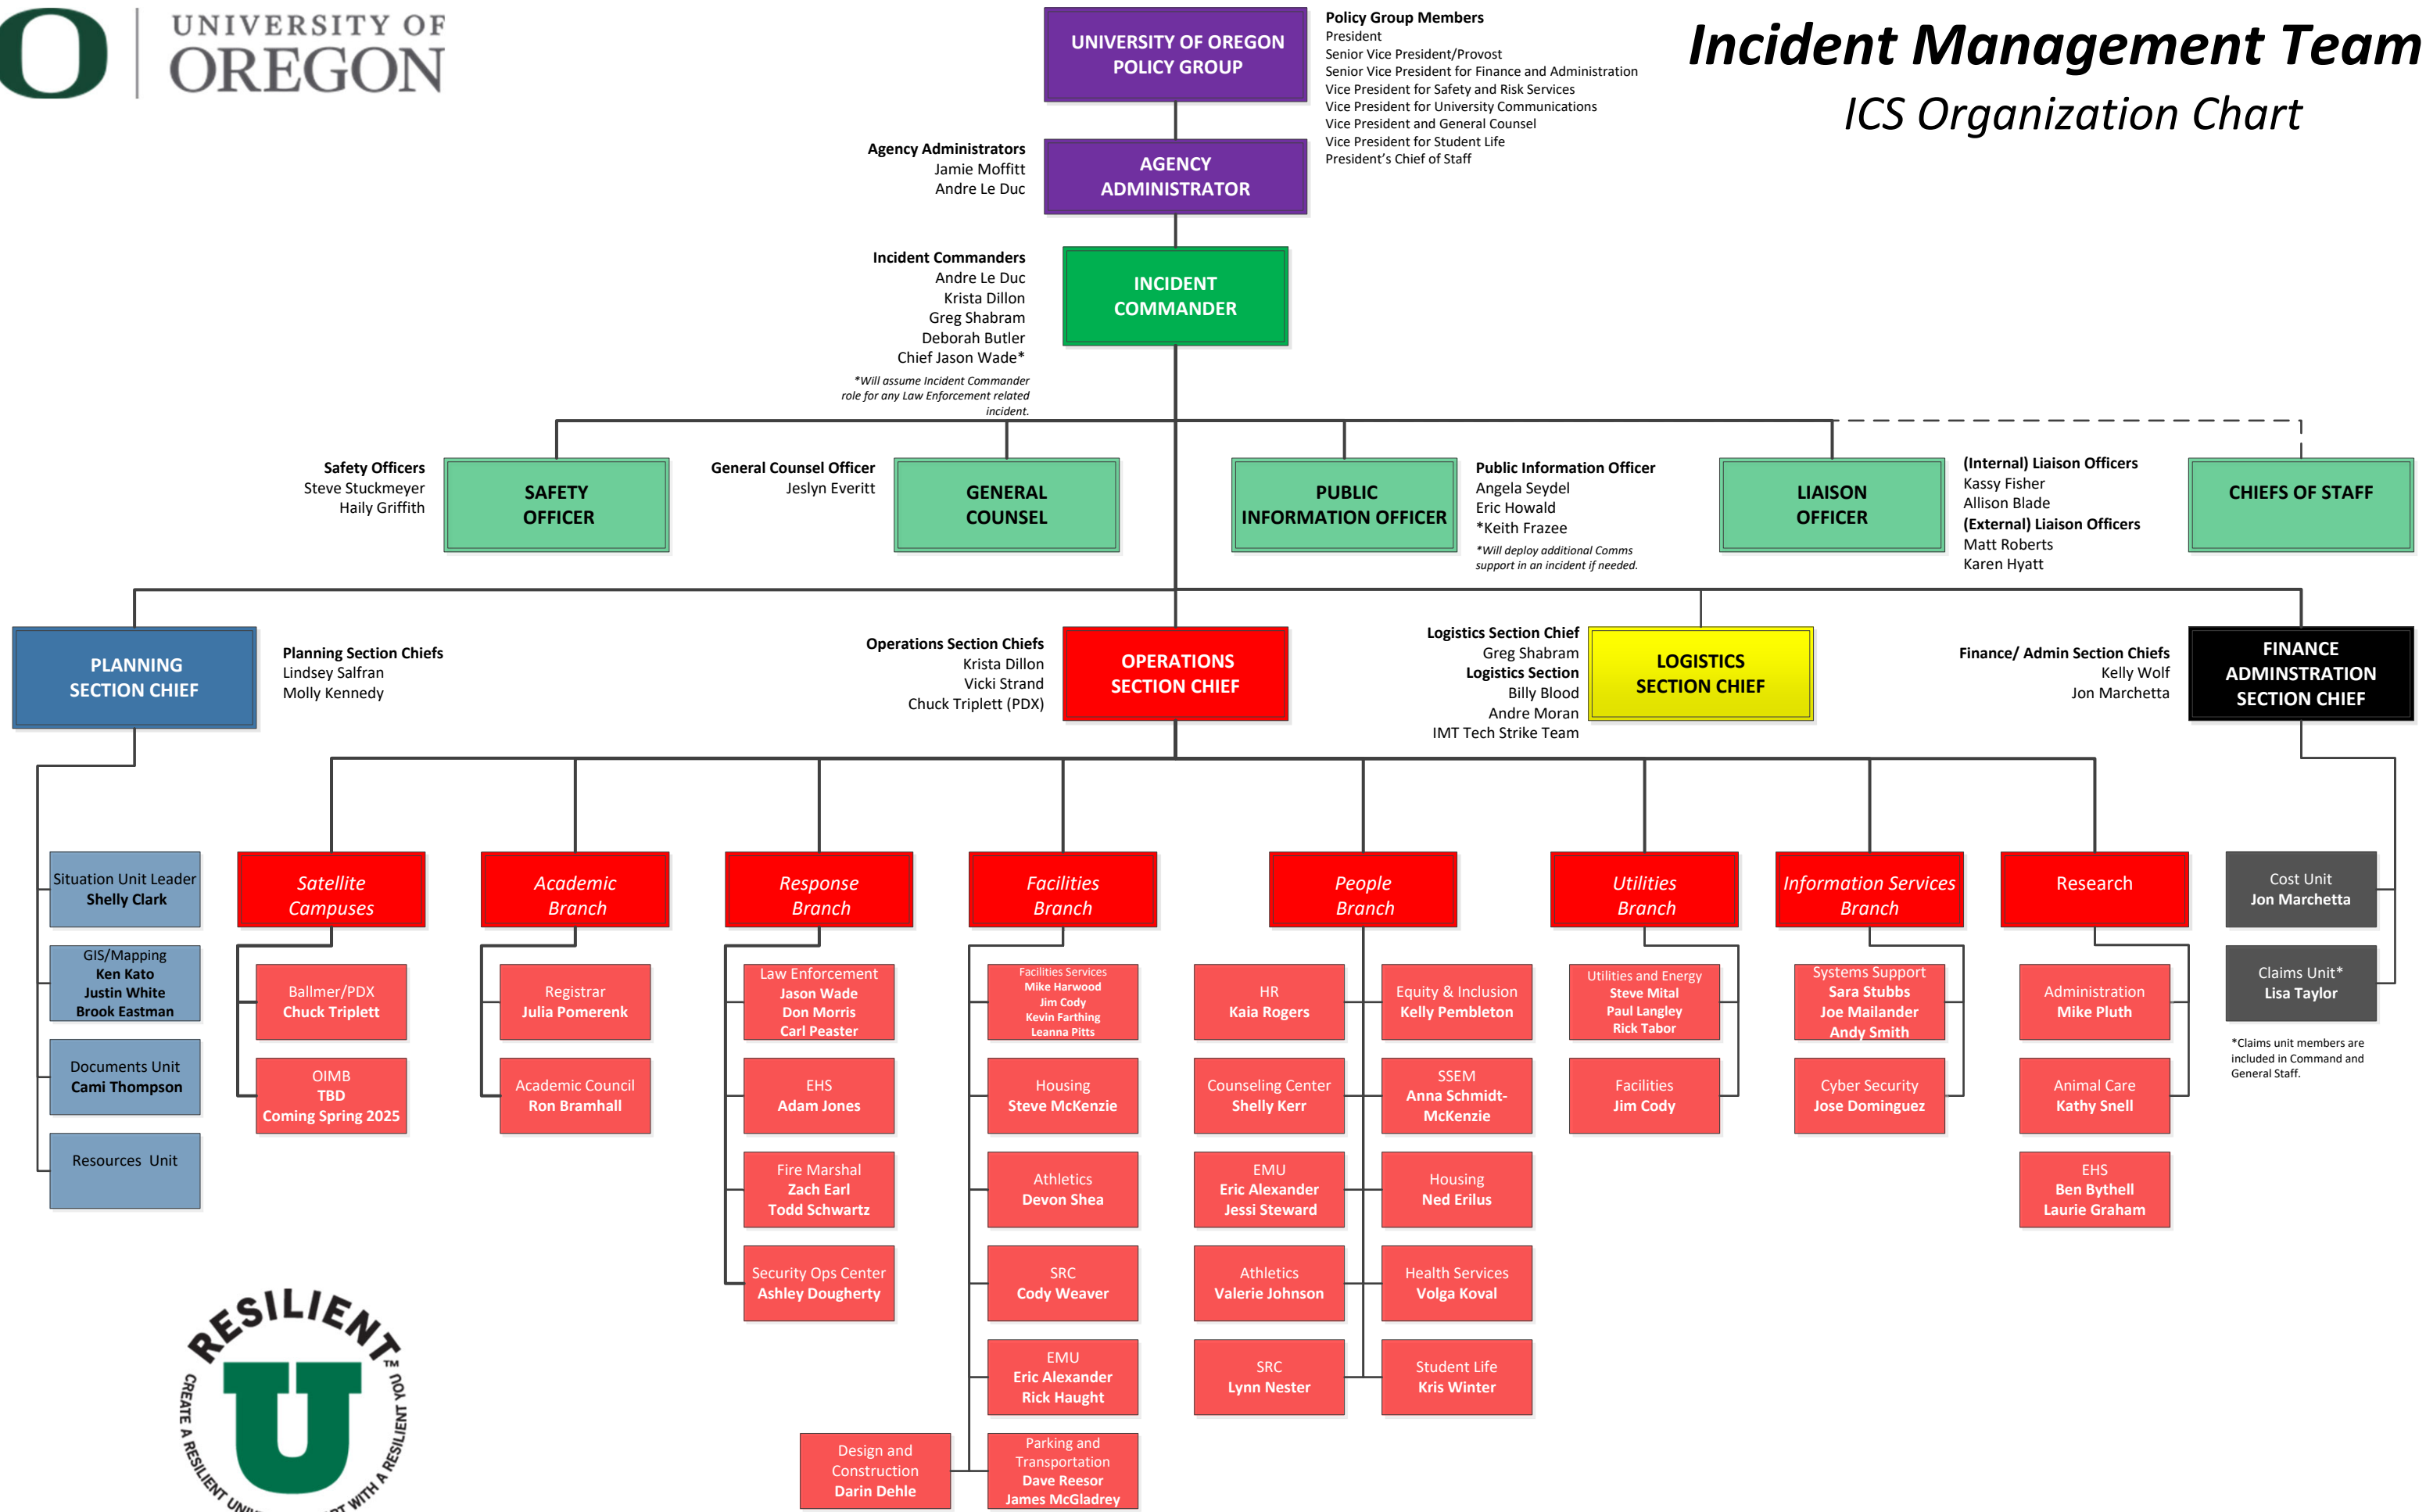 UNIVERSITY OF
OREGON
Incident Management Team
ICS Organization Chart
UNIVERSITY OF OREGON
POLICY GROUP
Policy Group Members
President
Senior Vice President/Provost
Senior Vice President for Finance and Administration
Vice President for Safety and Risk Services
Vice President for University Communications
Vice President and General Counsel
Vice President for Student Life
President's Chief of Staff
Agency Administrators
Jamie Moffitt
Andre Le Duc
AGENCY
ADMINISTRATOR
Incident Commanders
Andre Le Duc
Krista Dillon
Greg Shabram
Deborah Butler
Chief Jason Wade*
*Will assume Incident Commander
role for any Law Enforcement related
incident.
INCIDENT
COMMANDER
Safety Officers
Steve Stuckmeyer
Haily Griffith
SAFETY
OFFICER
General Counsel Officer
Jeslyn Everitt
GENERAL
COUNSEL
PUBLIC
INFORMATION OFFICER
Public Information Officer
Angela Seydel
Eric Howald
*Keith Frazee
*Will deploy additional Comms
support in an incident if needed.
LIAISON
OFFICER
(Internal) Liaison Officers
Kassy Fisher
Allison Blade
(External) Liaison Officers
Matt Roberts
Karen Hyatt
CHIEFS OF STAFF
PLANNING
SECTION CHIEF
Planning Section Chiefs
Lindsey Salfran
Molly Kennedy
Operations Section Chiefs
Krista Dillon
Vicki Strand
Chuck Triplett (PDX)
OPERATIONS
SECTION CHIEF
Logistics Section Chief
Greg Shabram
Logistics Section
Billy Blood
Andre Moran
IMT Tech Strike Team
LOGISTICS
SECTION CHIEF
Finance/ Admin Section Chiefs
Kelly Wolf
Jon Marchetta
FINANCE
ADMINSTRATION
SECTION CHIEF
Situation Unit Leader
Shelly Clark
GIS/Mapping
Ken Kato
Justin White
Brook Eastman
Documents Unit
Cami Thompson
Resources Unit
Satellite
Campuses
Ballmer/PDX
Chuck Triplett
OIMB
TBD
Coming Spring 2025
Academic
Branch
Registrar
Julia Pomerenk
Academic Council
Ron Bramhall
Response
Branch
Law Enforcement
Jason Wade
Don Morris
Carl Peaster
EHS
Adam Jones
Fire Marshal
Zach Earl
Todd Schwartz
Security Ops Center
Ashley Dougherty
Facilities
Branch
Facilities Services
Mike Harwood
Jim Cody
Kevin Farthing
Leanna Pitts
Housing
Steve McKenzie
Athletics
Devon Shea
SRC
Cody Weaver
EMU
Eric Alexander
Rick Haught
Design and
Construction
Darin Dehle
Parking and
Transportation
Dave Reesor
James McGladrey
People
Branch
HR
Kaia Rogers
Equity & Inclusion
Kelly Pembleton
Counseling Center
Shelly Kerr
SSEM
Anna Schmidt-
McKenzie
EMU
Eric Alexander
Jessi Steward
Housing
Ned Erilus
Athletics
Valerie Johnson
Health Services
Volga Koval
SRC
Lynn Nester
Student Life
Kris Winter
Utilities
Branch
Utilities and Energy
Steve Mital
Paul Langley
Rick Tabor
Facilities
Jim Cody
Information Services
Branch
Systems Support
Sara Stubbs
Joe Mailander
Andy Smith
Cyber Security
Jose Dominguez
Research
Administration
Mike Pluth
Animal Care
Kathy Snell
EHS
Ben Bythell
Laurie Graham
Cost Unit
Jon Marchetta
Claims Unit*
Lisa Taylor
*Claims unit members are
included in Command and
General Staff.
RESILIENT
U
TM
CREATE A RESILIENT
WITH A RESILIENT YOU